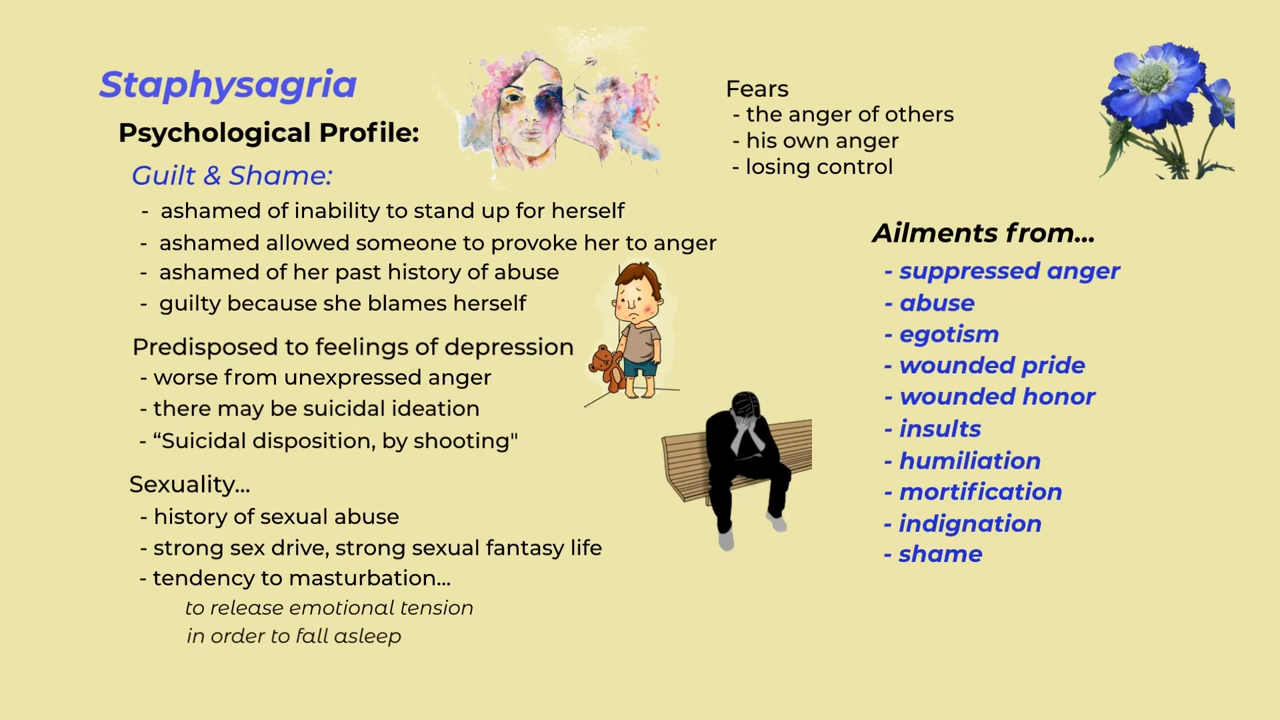 Staphysagria
Psychological Profile:
Guilt & Shame:
- ashamed of inability to stand up for herself
- ashamed allowed someone to provoke her to anger
- ashamed of her past history of abuse
- guilty because she blames herself
Predisposed to feelings of depression
- worse from unexpressed anger
- there may be suicidal ideation
- “Suicidal disposition, by shooting"
Sexuality...
- history of sexual abuse
- strong sex drive, strong sexual fantasy life
- tendency to masturbation...
to release emotional tension
in order to fall asleep
Fears
- the anger of others
- his own anger
- losing control
Ailments from...
- suppressed anger
- abuse
- egotism
- wounded pride
- wounded honor
- insults
- humiliation
- mortification
- indignation
- shame